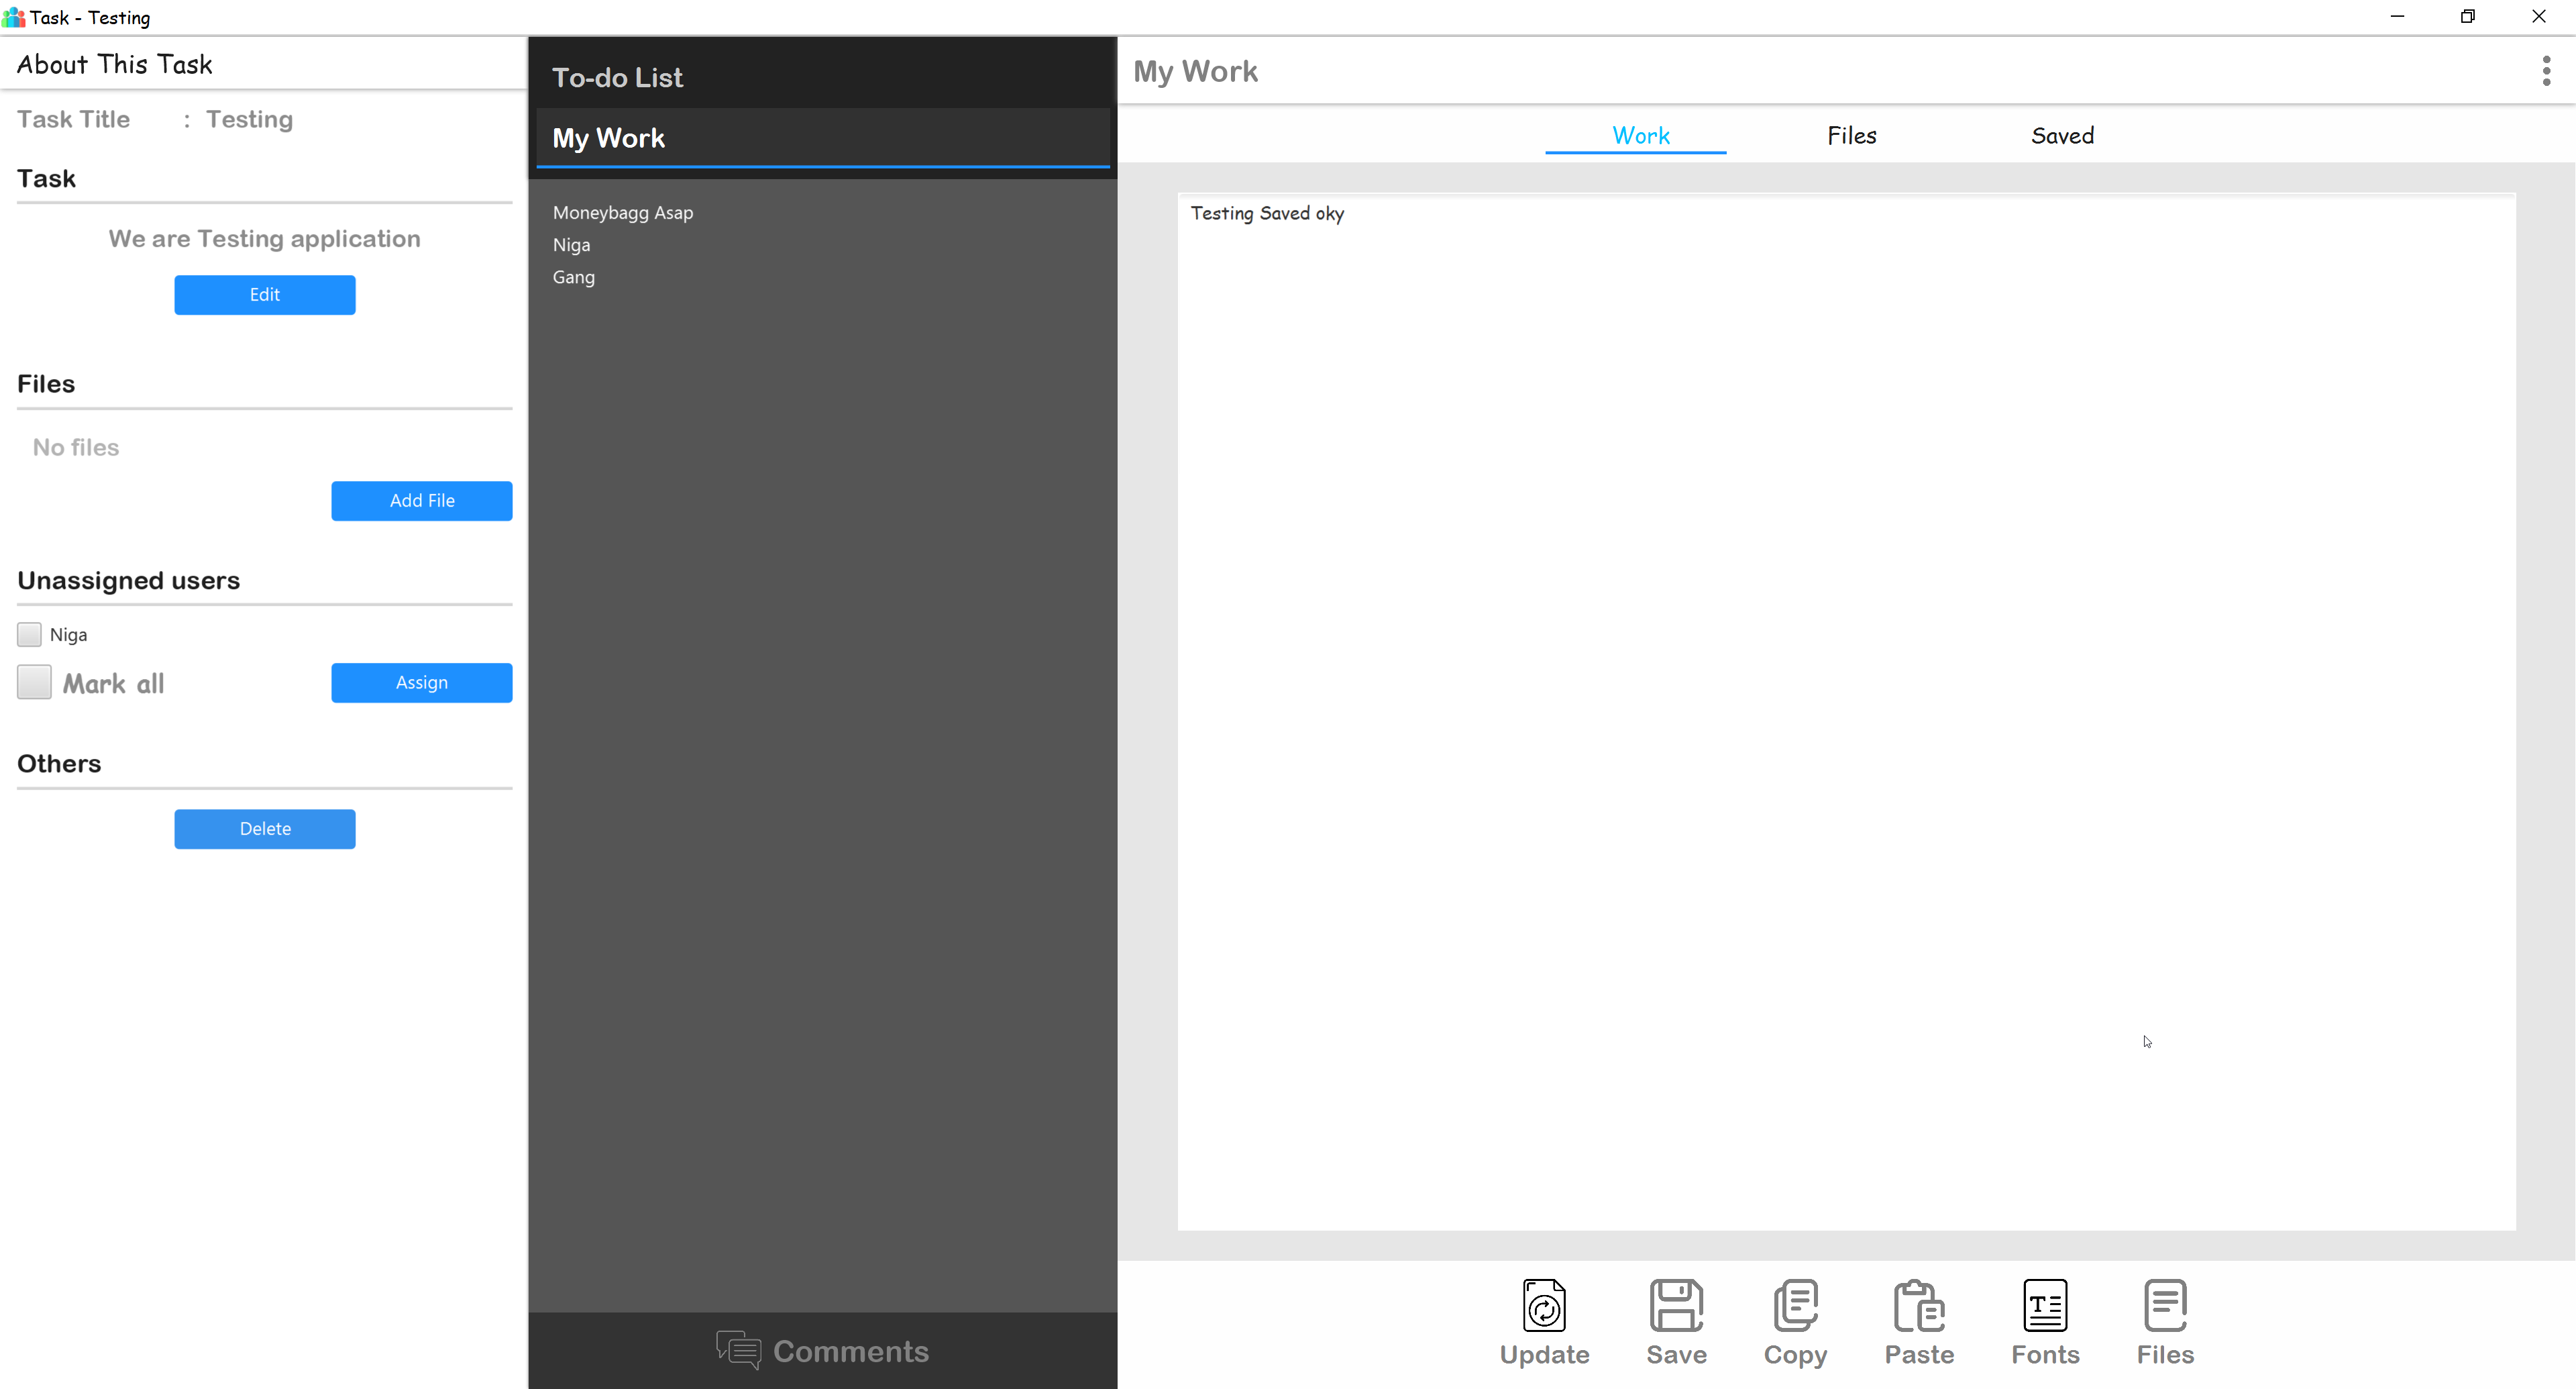 Task - Testing
About This Task
Task Title : Testing
Task
We are Testing application
Edit
Files
No files
Add File
Unassigned users
Niga
Mark all
Assign
Others
Delete
To-do List
My Work
Moneybagg Asap
Niga
Gang
Comments
My Work
Work Files Saved
Testing Saved oky
Update Save Copy Paste Fonts Files